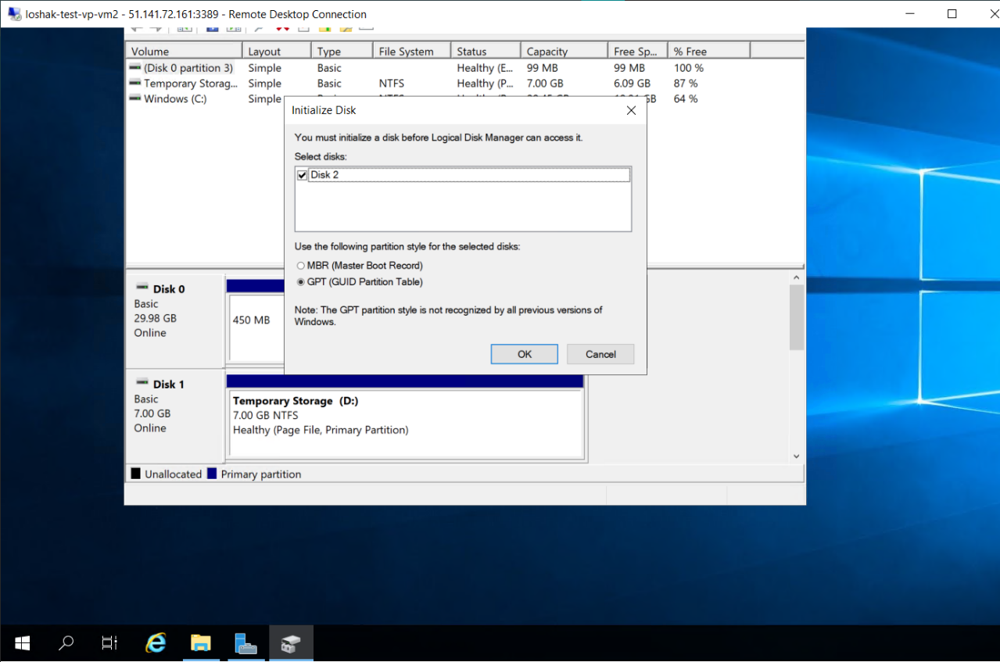 loshak-test-vp-vm2 - 51.141.72.161:3389 - Remote Desktop Connection
Volume Layout Type File System Status Capacity Free Sp... % Free
(Disk 0 partition 3) Simple Basic Healthy (E... 99 MB 99 MB 100 %
Temporary Storag... Simple Basic NTFS Healthy (P... 7.00 GB 6.09 GB 87 %
Windows (C:) Simple GB 64 %
Initialize Disk
You must initialize a disk before Logical Disk Manager can access it.
Select disks:
Disk 2
Use the following partition style for the selected disks:
MBR (Master Boot Record)
GPT (GUID Partition Table)
Note: The GPT partition style is not recognized by all previous versions of
Windows.
OK Cancel
Disk 0
Basic
29.98 GB
Online
450 MB
Disk 1
Basic
7.00 GB
Online
Temporary Storage (D:)
7.00 GB NTFS
Healthy (Page File, Primary Partition)
Unallocated Primary partition